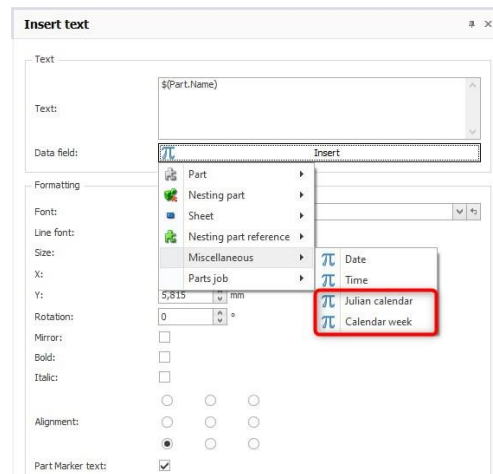 Insert text
Text
Text:
$(Part.Name)
Data field:
Insert
Part
Nesting part
Sheet
Nesting part reference
Miscellaneous
Parts job
Date
Time
Julian calendar
Calendar week
Formatting
Font:
Line font:
Size:
X:
Y:
5,815 mm
Rotation:
0 °
Mirror:
Bold:
Italic:
Alignment:
Part Marker text: